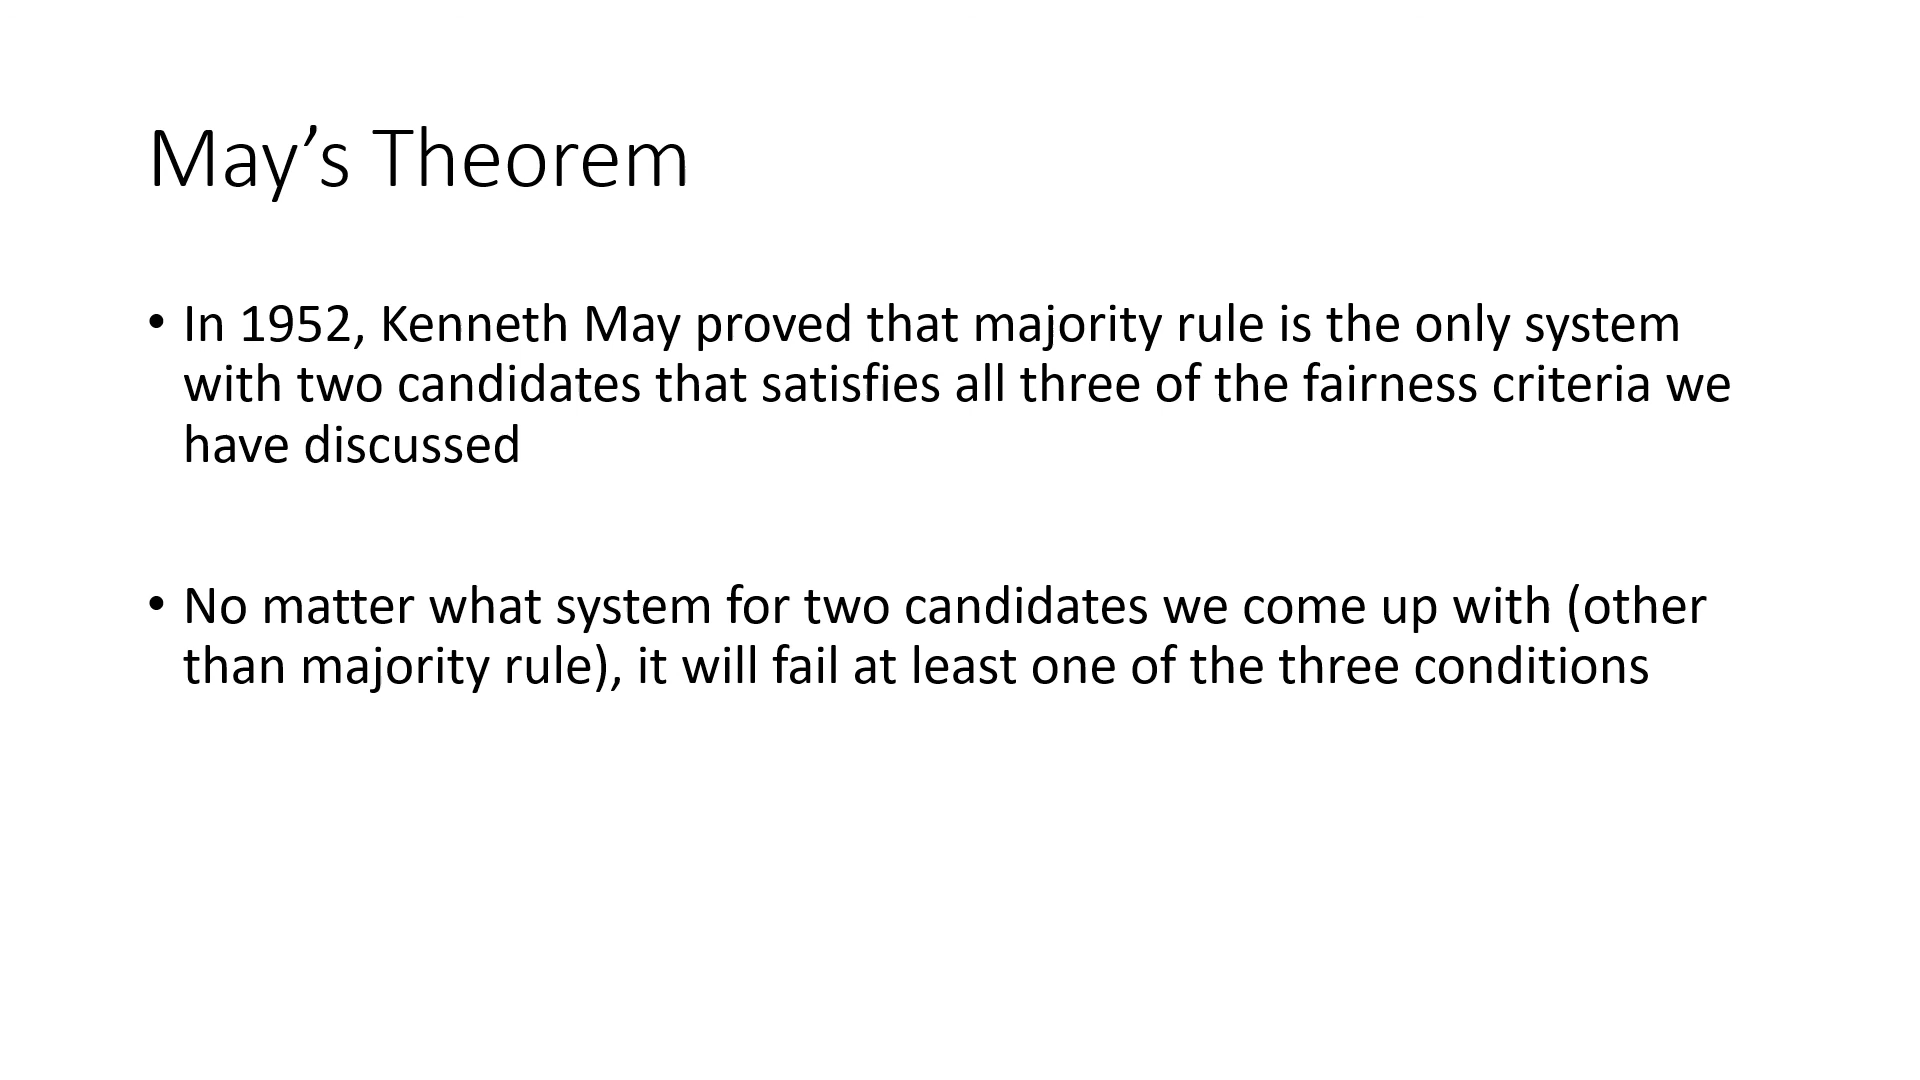 May’s Theorem
• In 1952, Kenneth May proved that majority rule is the only system
with two candidates that satisfies all three of the fairness criteria we
have discussed
• No matter what system for two candidates we come up with (other
than majority rule), it will fail at least one of the three conditions